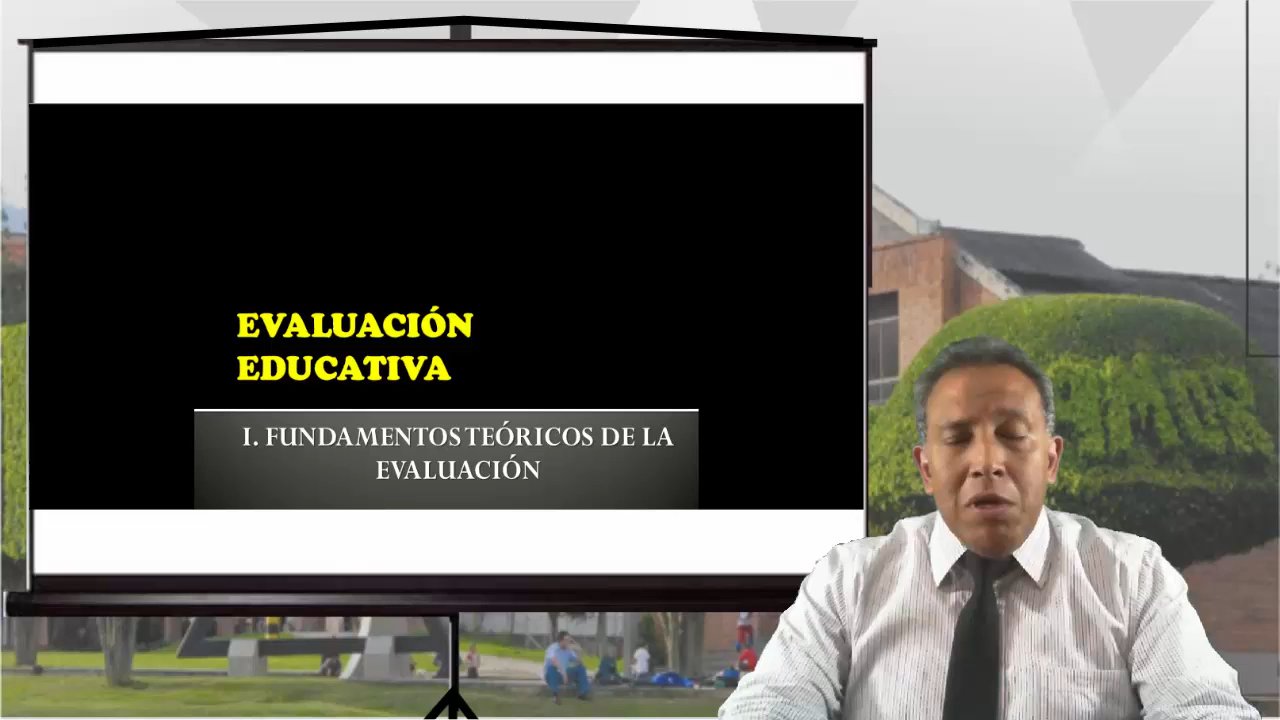 EVALUACIÓN
EDUCATIVA
I. FUNDAMENTOS TEÓRICOS DE LA
EVALUACIÓN